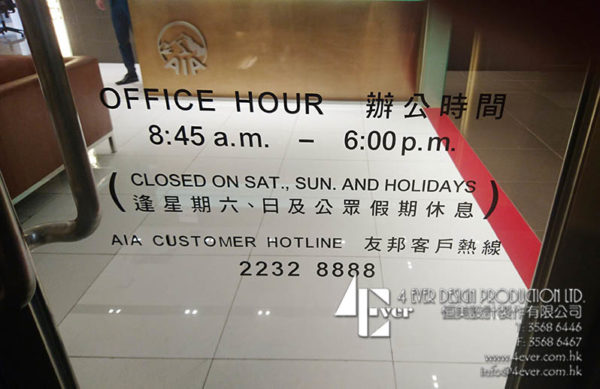 AIA
OFFICE HOUR 辦公時間
8:45 a.m. – 6:00 p.m.
( CLOSED ON SAT., SUN. AND HOLIDAYS
逢星期六、日及公眾假期休息 )
AIA CUSTOMER HOTLINE 友邦客戶熱線
2232 8888
4 Ever
4 EVER DESIGN PRODUCTION LTD.
恒美設計製作有限公司
T: 3568 6446
F: 3568 6467
www.4ever.com.hk
info@4ever.com.hk